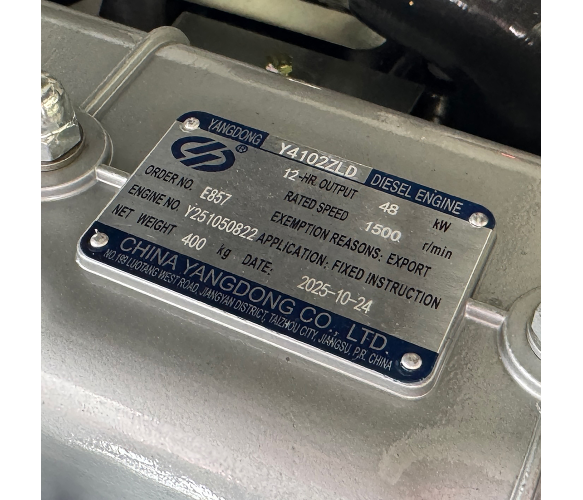 YANGDONG Y4102ZLD DIESEL ENGINE
® 12-HR. OUTPUT 48 kW
ORDER NO. E857 RATED SPEED 1500 r/min
ENGINE NO. Y251050822 EXEMPTION REASONS: EXPORT
NET WEIGHT 400 kg APPLICATION: FIXED INSTRUCTION
DATE: 2025-10-24
CHINA YANGDONG CO., LTD.
NO.199 LUOTANG WEST ROAD, JIANGYAN DISTRICT, TAIZHOU CITY, JIANGSU, P.R. CHINA